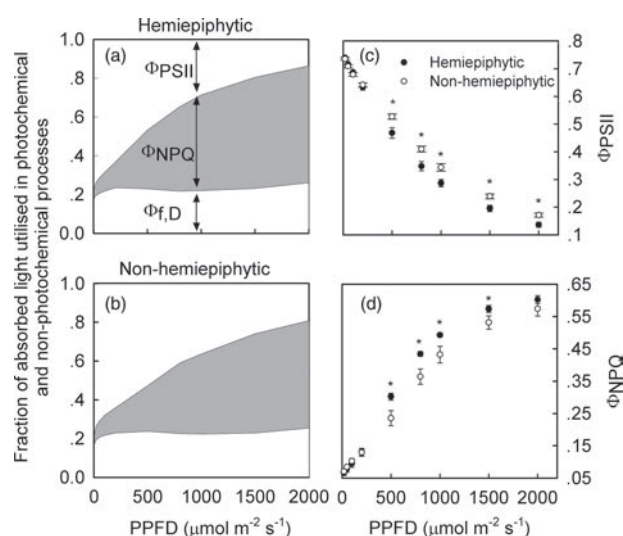 Hemiepiphytic
Fraction of absorbed light utilised in photochemical
and non-photochemical processes
1.0
.8
.6
.4
.2
0.0
(a)
ΦPSII
ΦNPQ
Φf,D
Non-hemiepiphytic
1.0
.8
.6
.4
.2
0.0
(b)
0 500 1000 1500 2000
PPFD (μmol m-2 s-1)
(c)
Hemiepiphytic
Non-hemiepiphytic
* * * * *
.8
.7
.6
.5
.4
.3
.2
.1
ΦPSII
(d)
* * * *
.65
.55
.45
.35
.25
.15
.05
ΦNPQ
0 500 1000 1500 2000
PPFD (μmol m-2 s-1)